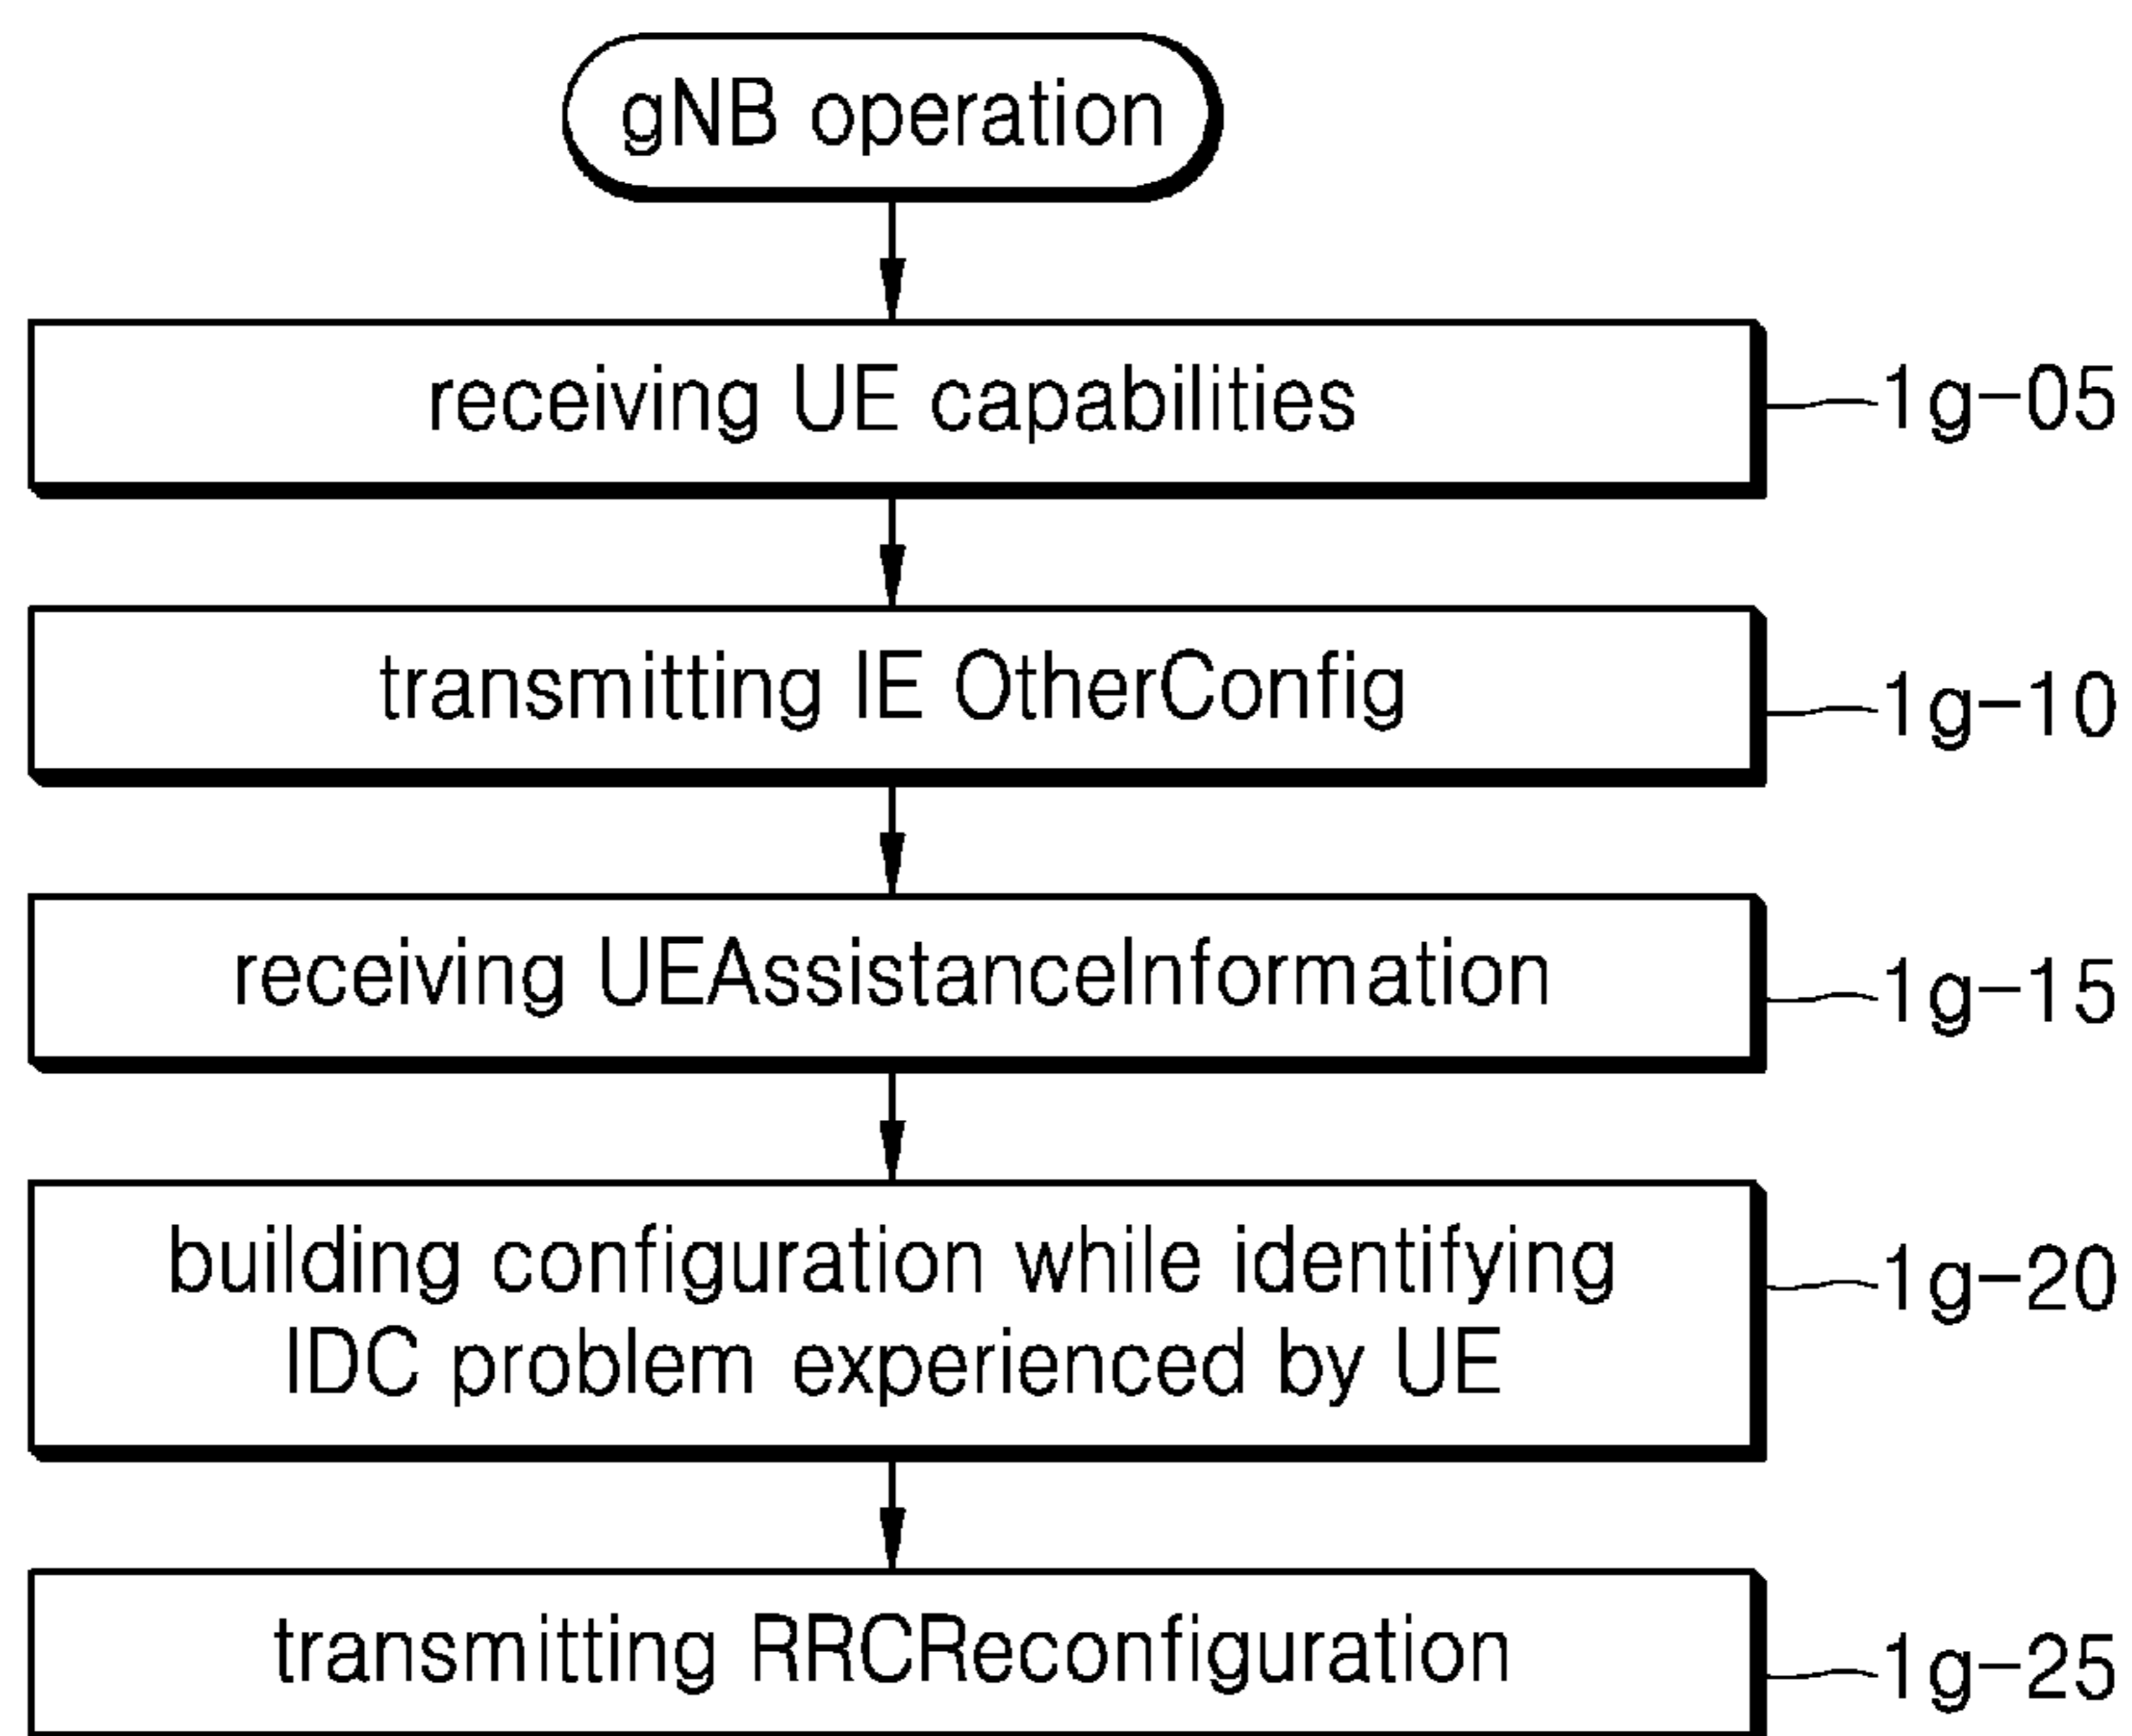 gNB operation
receiving UE capabilities
1g-05
transmitting IE OtherConfig
1g-10
receiving UEAssistanceInformation
1g-15
building configuration while identifying
IDC problem experienced by UE
1g-20
transmitting RRCReconfiguration
1g-25